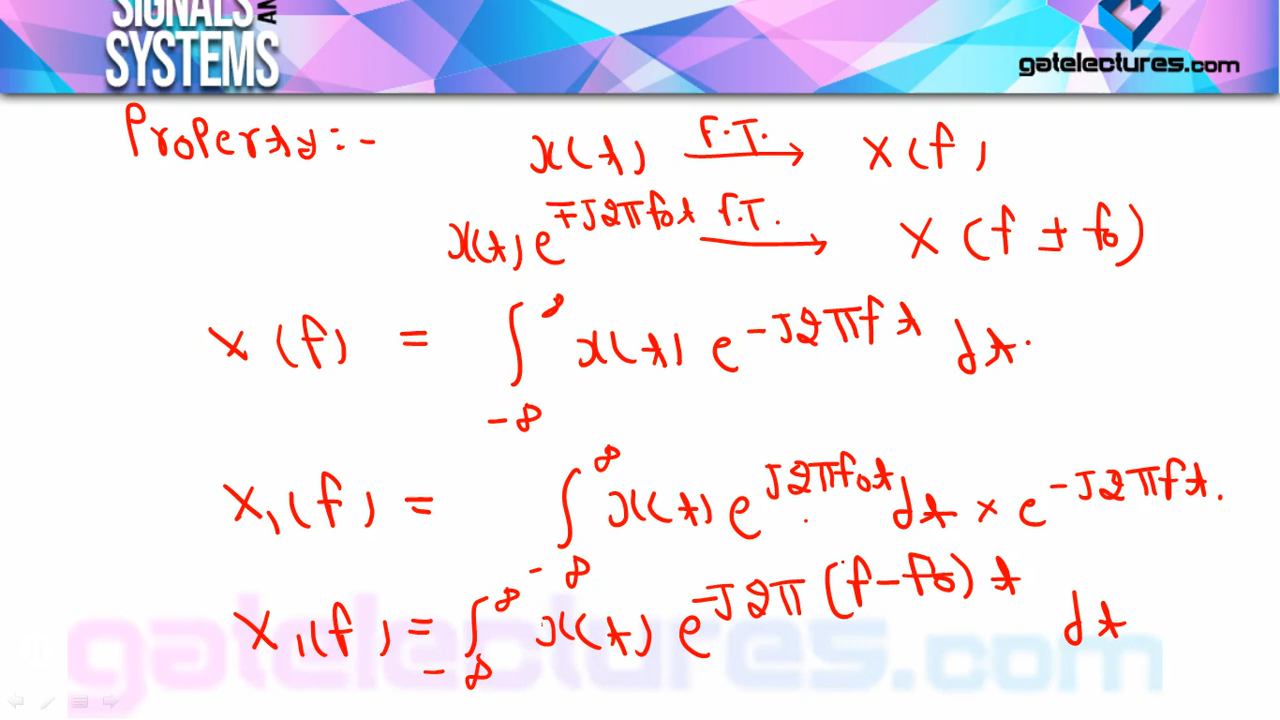 SIGNALS AND
SYSTEMS
gatelectures.com
Property :-
x(t) F.T. → X(f)
x(t) e^{∓J2πf₀t} F.T. → X(f ± f₀)
X(f) = ∫_{-∞}^{∞} x(t) e^{-J2πft} dt.
X₁(f) = ∫_{-∞}^{∞} x(t) e^{J2πf₀t} dt × e^{-J2πft}.
X₁(f) = ∫_{-∞}^{∞} x(t) e^{-J2π(f-f₀)t} dt
gatelectures.com